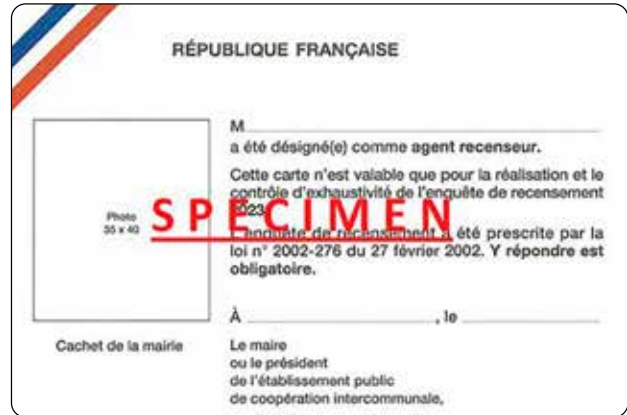 RÉPUBLIQUE FRANÇAISE
M
a été désigné(e) comme agent recenseur.
Cette carte n'est valable que pour la réalisation et le
contrôle d'exhaustivité de l'enquête de recensement
2023.
Photo
35 x 40
SPECIMEN
L'enquête de recensement a été prescrite par la
loi n° 2002-276 du 27 février 2002. Y répondre est
obligatoire.
À , le
Cachet de la mairie
Le maire
ou le président
de l'établissement public
de coopération intercommunale,